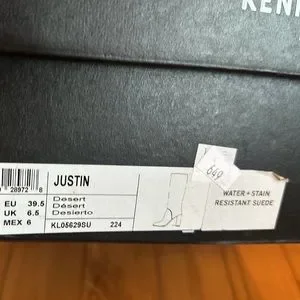 KEN
28972
JUSTIN
EU 39.5
UK 6.5
MEX 6
Desert
Désert
Desierto
KL05629SU 224
649
WATER + STAIN
RESISTANT SUEDE